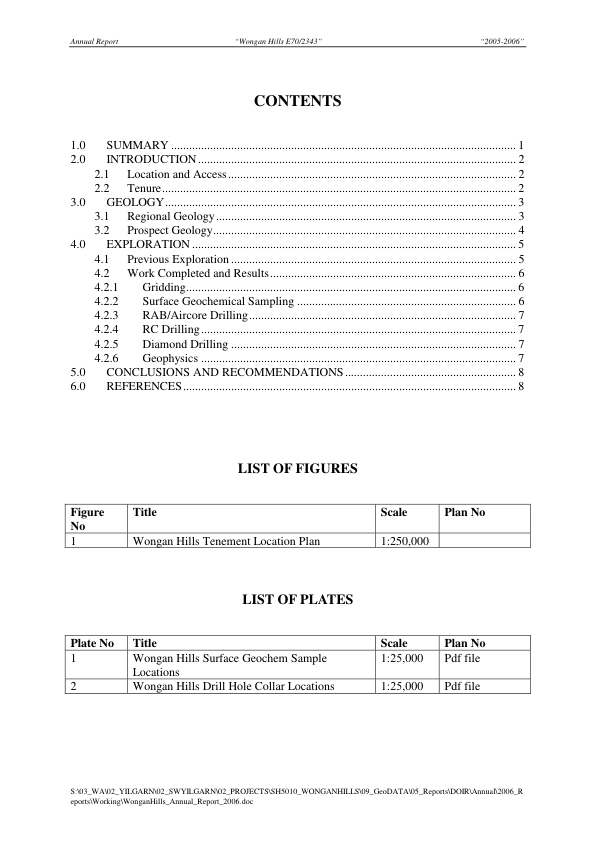 Annual Report "Wongan Hills E70/2343" "2005-2006"
CONTENTS
1.0 SUMMARY ........ 1
2.0 INTRODUCTION ........ 2
2.1 Location and Access ........ 2
2.2 Tenure ........ 2
3.0 GEOLOGY ........ 3
3.1 Regional Geology ........ 3
3.2 Prospect Geology ........ 4
4.0 EXPLORATION ........ 5
4.1 Previous Exploration ........ 5
4.2 Work Completed and Results ........ 6
4.2.1 Gridding ........ 6
4.2.2 Surface Geochemical Sampling ........ 6
4.2.3 RAB/Aircore Drilling ........ 7
4.2.4 RC Drilling ........ 7
4.2.5 Diamond Drilling ........ 7
4.2.6 Geophysics ........ 7
5.0 CONCLUSIONS AND RECOMMENDATIONS ........ 8
6.0 REFERENCES ........ 8
LIST OF FIGURES
Figure Title Scale Plan No
No
1 Wongan Hills Tenement Location Plan 1:250,000
LIST OF PLATES
Plate No Title Scale Plan No
1 Wongan Hills Surface Geochem Sample 1:25,000 Pdf file
Locations
2 Wongan Hills Drill Hole Collar Locations 1:25,000 Pdf file
S:\03_WA\02_YILGARN\02_SWYILGARN\02_PROJECTS\SH5010_WONGANHILLS\09_GeoDATA\05_Reports\DOIR\Annual\2006_R
eports\Working\WonganHills_Annual_Report_2006.doc